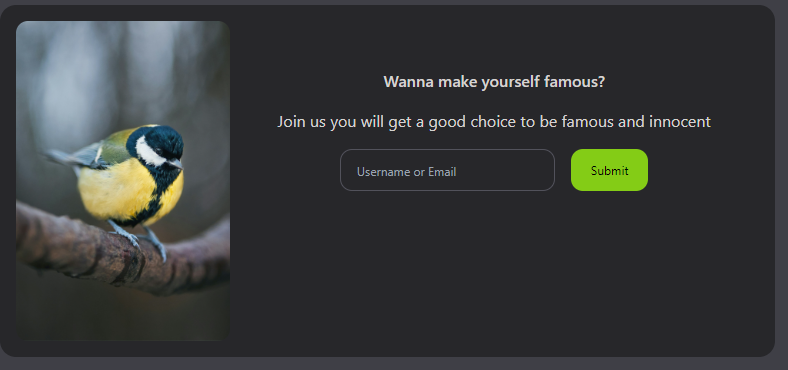 Wanna make yourself famous?
Join us you will get a good choice to be famous and innocent
Username or Email
Submit